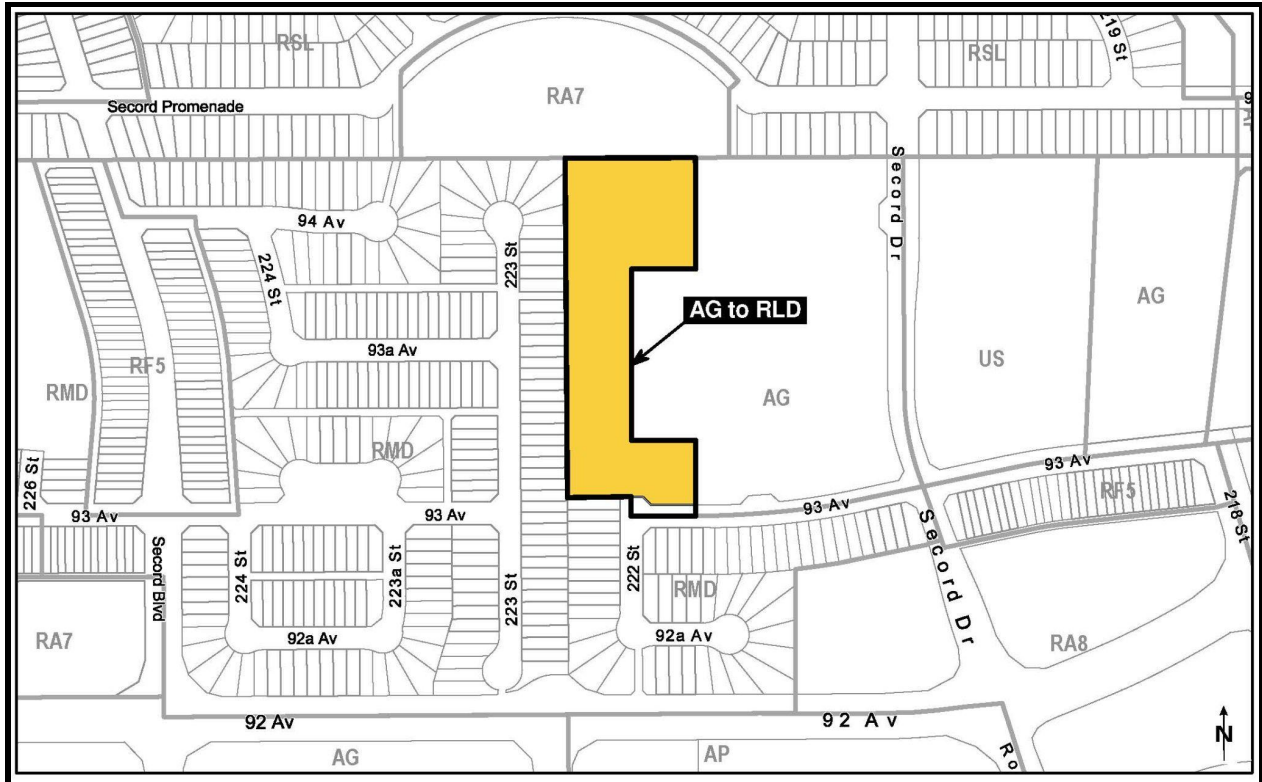 RSL
RSL
219 St
RA7
Secord Promenade
Secord Dr
94 Av
223 St
224 St
AG to RLD
AG
US
93a Av
RF5
RMD
AG
RMD
226 St
93 Av
RF5
93 Av
93 Av
93 Av
218 St
Secord Blvd
224 St
223a St
223 St
222 St
RMD
Secord Dr
RA7
92a Av
92a Av
RA8
92 Av
92 Av
AG
AP
N